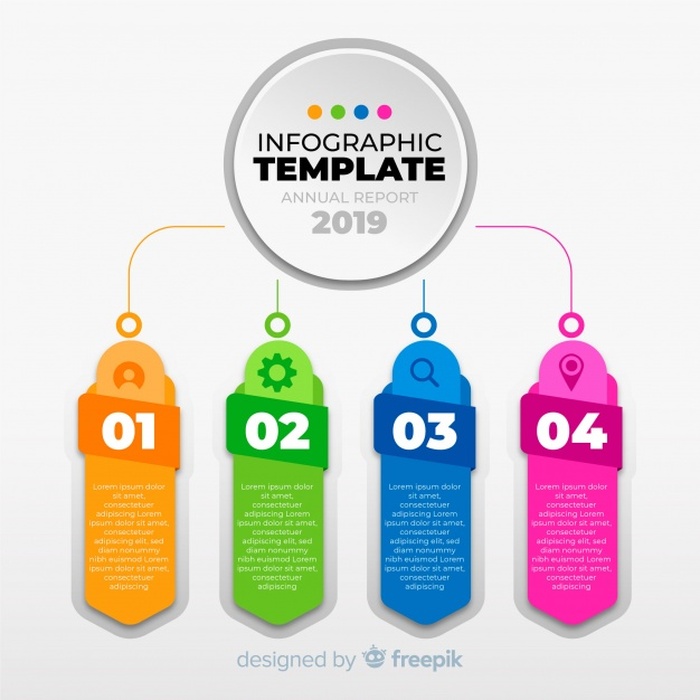 INFOGRAPHIC
TEMPLATE
ANNUAL REPORT
2019
01
Lorem ipsum dolor
sit amet,
consectetuer
adipiscing Lorem
ipsum dolor sit amet,
consectetuer
adipiscing elit, sed
diam nonummy
nibh euismod Lorem
ipsum dolor sit amet,
consectetuer
adipiscing
02
Lorem ipsum dolor
sit amet,
consectetuer
adipiscing Lorem
ipsum dolor sit amet,
consectetuer
adipiscing elit, sed
diam nonummy
nibh euismod Lorem
ipsum dolor sit amet,
consectetuer
adipiscing
03
Lorem ipsum dolor
sit amet,
consectetuer
adipiscing Lorem
ipsum dolor sit amet,
consectetuer
adipiscing elit, sed
diam nonummy
nibh euismod Lorem
ipsum dolor sit amet,
consectetuer
adipiscing
04
Lorem ipsum dolor
sit amet,
consectetuer
adipiscing Lorem
ipsum dolor sit amet,
consectetuer
adipiscing elit, sed
diam nonummy
nibh euismod Lorem
ipsum dolor sit amet,
consectetuer
adipiscing
designed by freepik